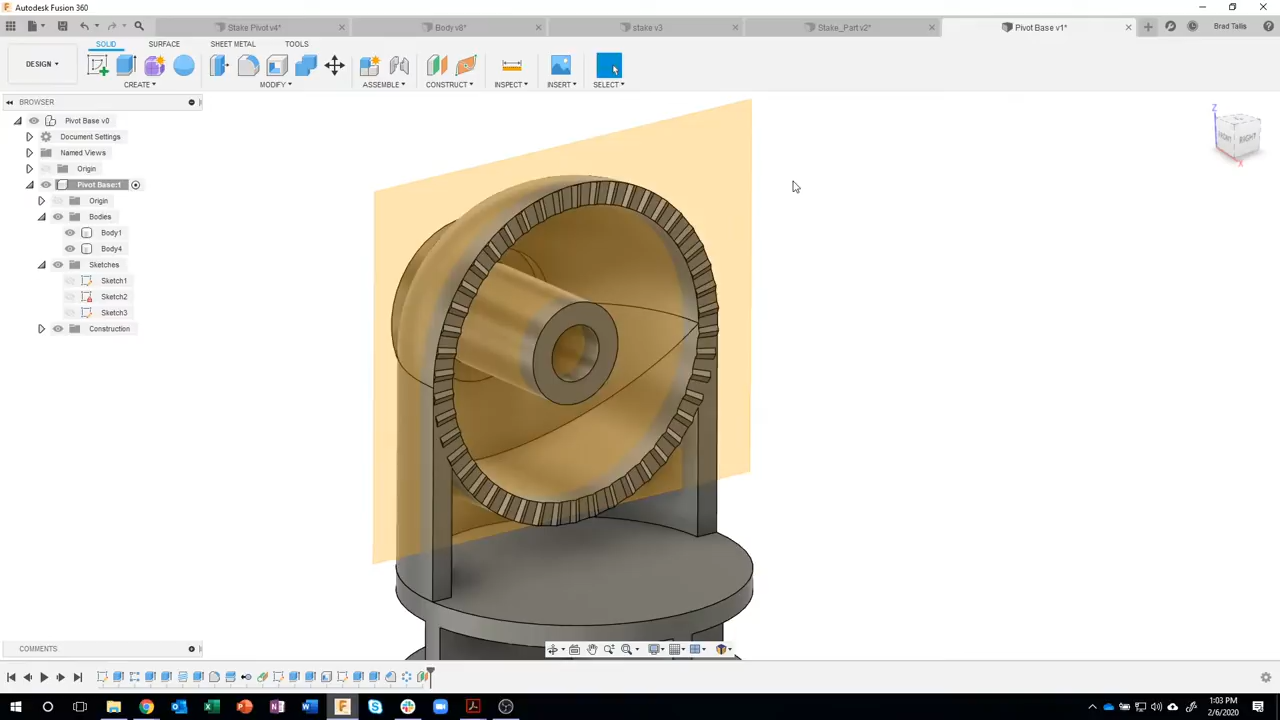 Autodesk Fusion 360
Stake Pivot v4*
Body v8*
stake v3
Stake_Part v2*
Pivot Base v1*
Brad Tallis
SOLID
SURFACE
SHEET METAL
TOOLS
DESIGN
CREATE
MODIFY
ASSEMBLE
CONSTRUCT
INSPECT
INSERT
SELECT
BROWSER
Pivot Base v0
Document Settings
Named Views
Origin
Pivot Base:1
Origin
Bodies
Body1
Body4
Sketches
Sketch1
Sketch2
Sketch3
Construction
Z
FRONT
RIGHT
X
COMMENTS
1:03 PM
2/6/2020